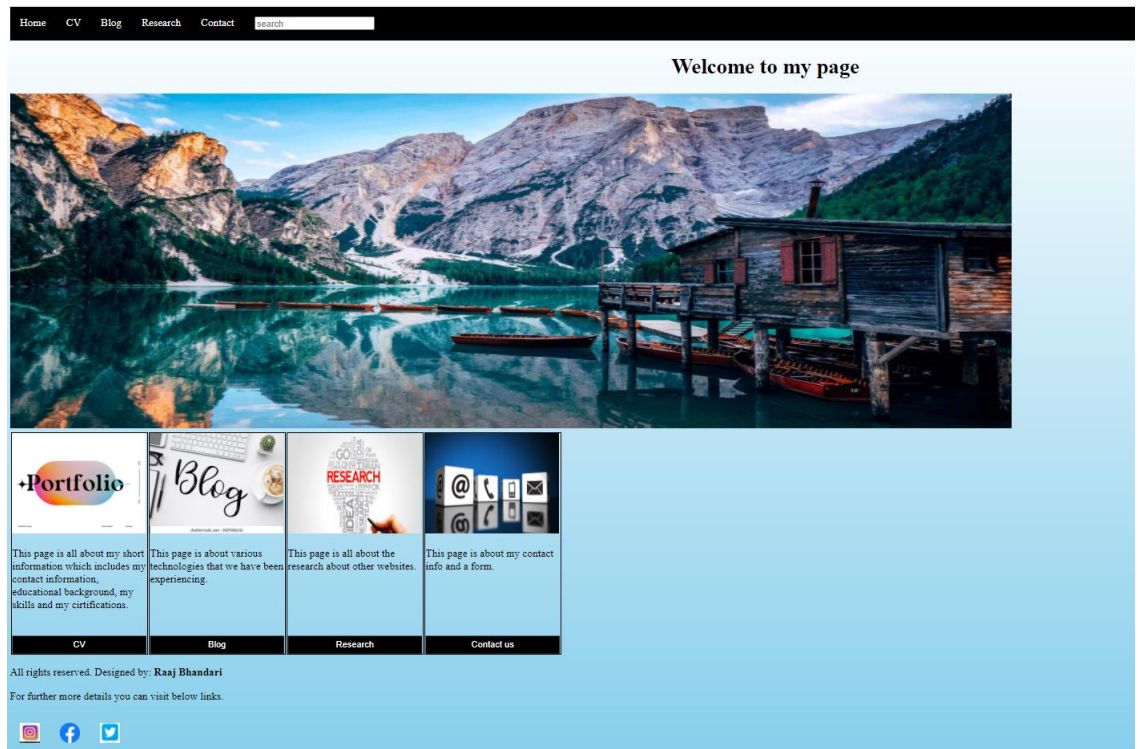 Home CV Blog Research Contact search
Welcome to my page
Portfolio
Blog
GO
RESEARCH
IDEA
@
@
This page is all about my short
information which includes my
contact information,
educational background, my
skills and my cirtifications.
This page is about various
technologies that we have been
experiencing.
This page is all about the
research about other websites.
This page is about my contact
info and a form.
CV
Blog
Research
Contact us
All rights reserved. Designed by: Raaj Bhandari
For further more details you can visit below links.